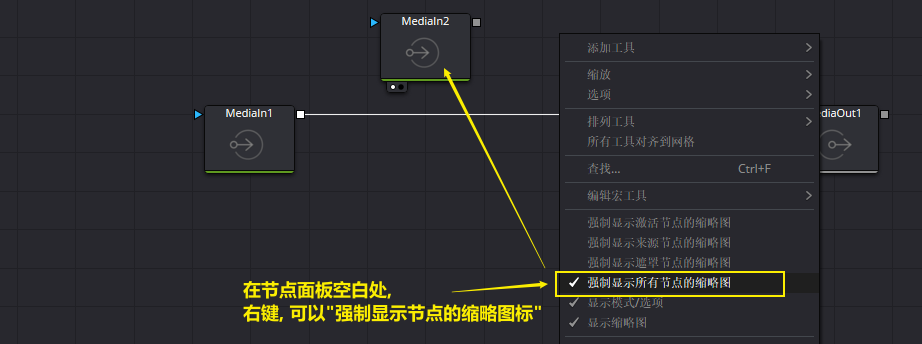 MediaIn2
MediaIn1
ediaOut1
添加工具
缩放
选项
排列工具
所有工具对齐到网格
查找... Ctrl+F
编辑宏工具
强制显示激活节点的缩略图
强制显示来源节点的缩略图
强制显示遮罩节点的缩略图
强制显示所有节点的缩略图
显示模式/选项
显示缩略图
在节点面板空白处,
右键, 可以"强制显示节点的缩略图标"